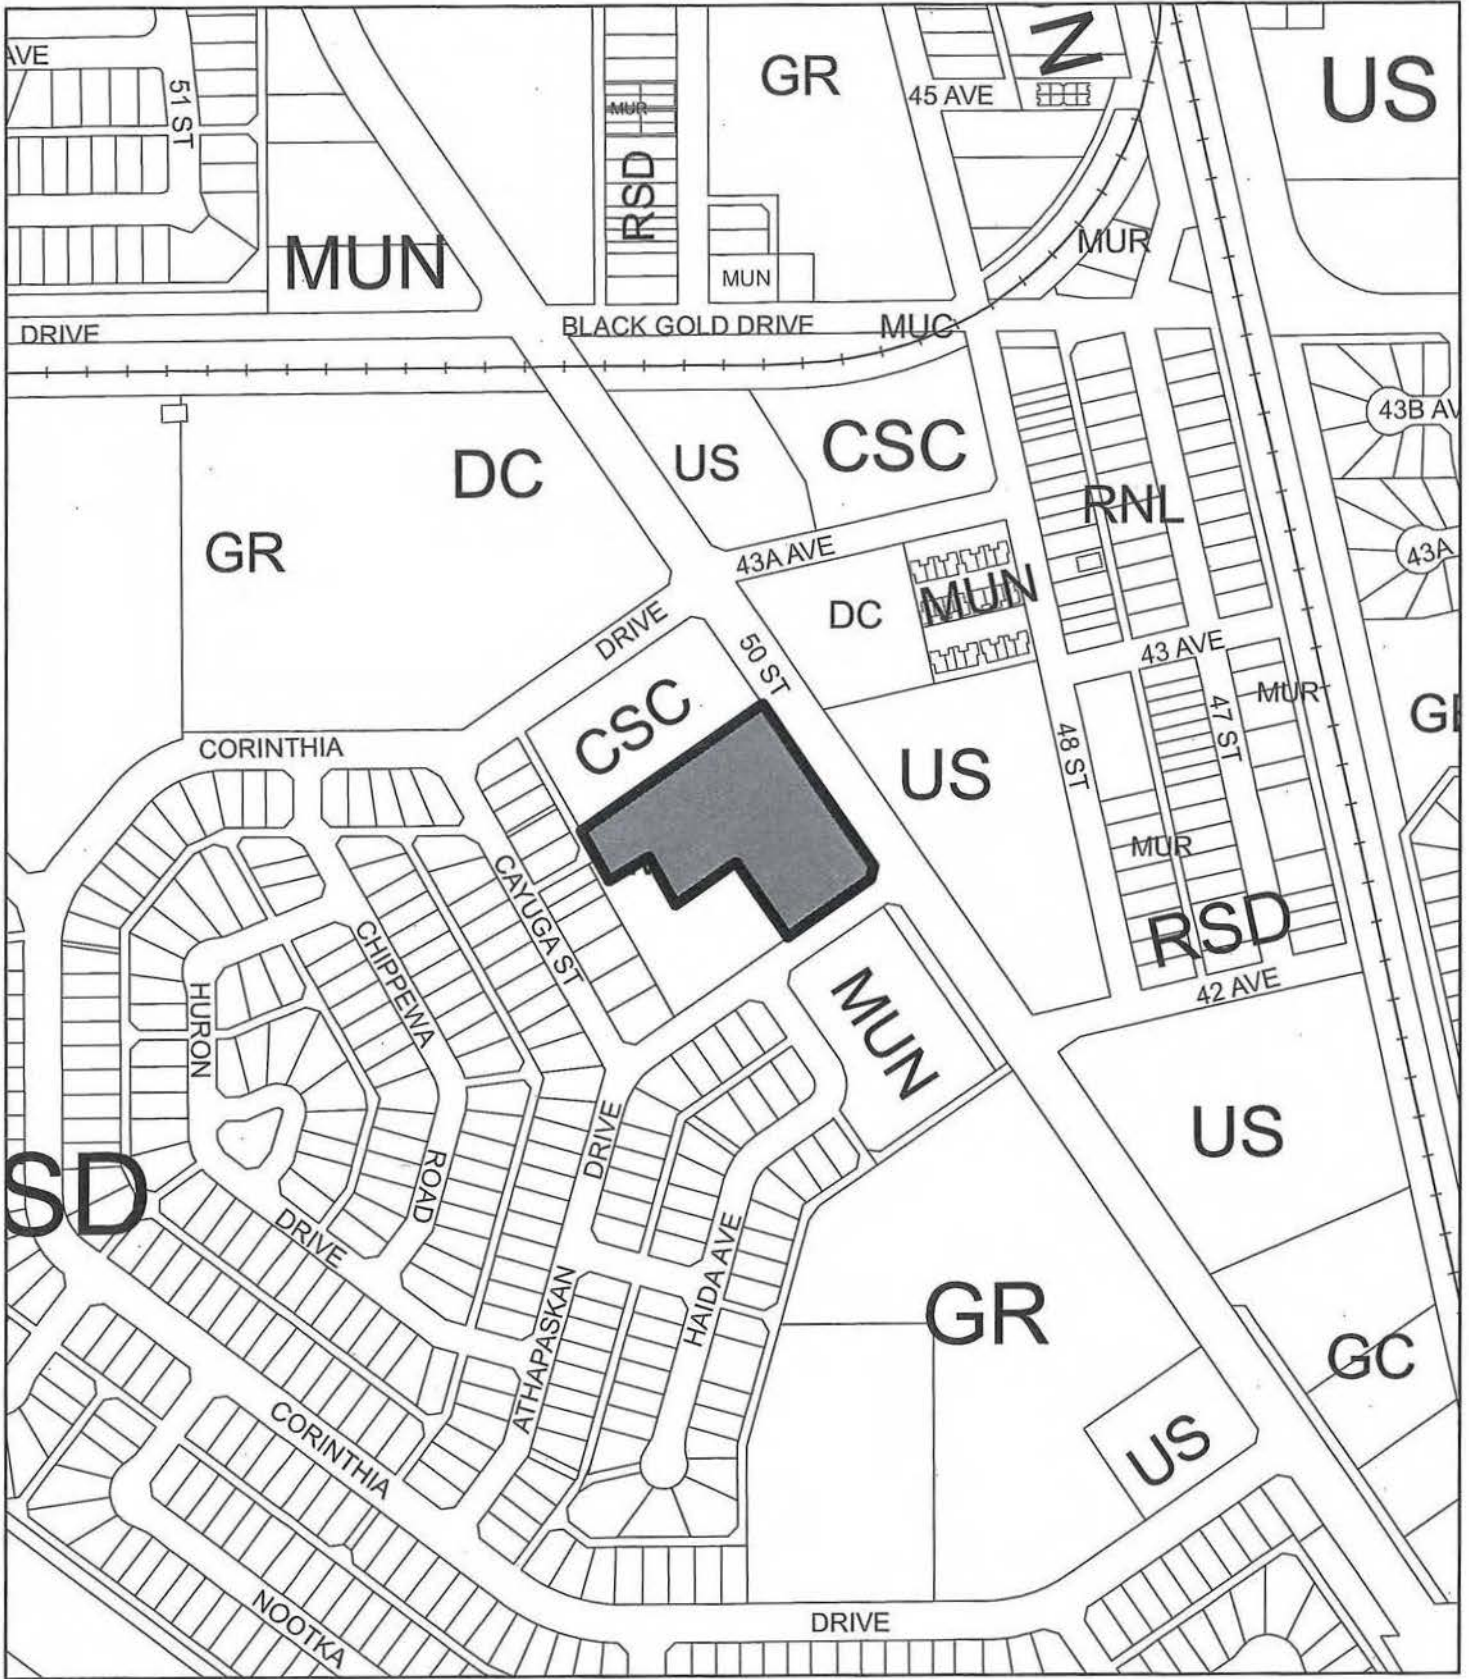 AVE
51 ST
MUR
RSD
GR
45 AVE
US
MUN
MUN
MUR
DRIVE
BLACK GOLD DRIVE
MUC
43B AV
DC
US
CSC
RNL
GR
43A AVE
43A
DC
MUN
DRIVE
50 ST
43 AVE
MUR
CSC
47 ST
CORINTHIA
48 ST
US
MUR
CAYUGA ST
RSD
CHIPPEWA
42 AVE
HURON
MUN
DRIVE
US
ROAD
SD
DRIVE
HAIDA AVE
ATHAPASKAN
GR
GC
CORINTHIA
US
NOOTKA
DRIVE